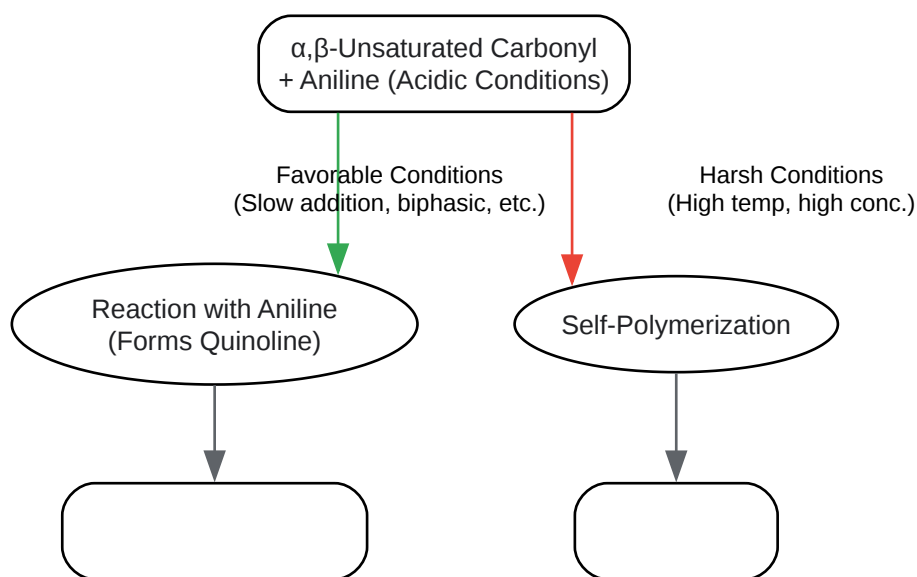 α,β-Unsaturated Carbonyl
+ Aniline (Acidic Conditions)
Favorable Conditions
(Slow addition, biphasic, etc.)
Harsh Conditions
(High temp, high conc.)
Reaction with Aniline
(Forms Quinoline)
Self-Polymerization